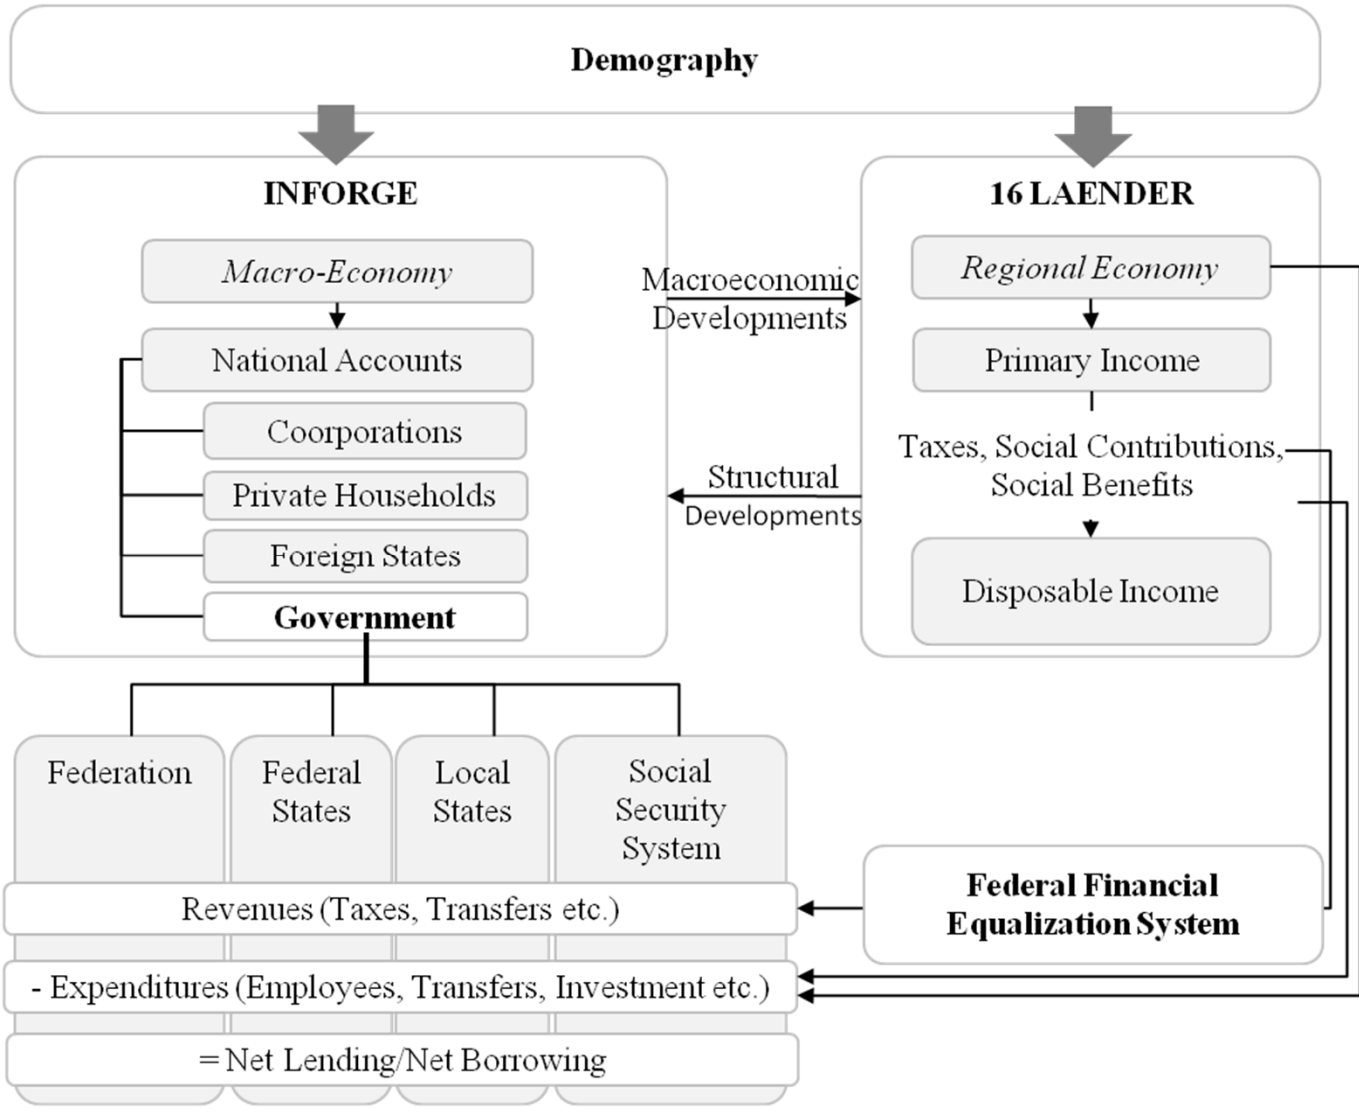 Demography
INFORGE
Macro-Economy
National Accounts
Coorporations
Private Households
Foreign States
Government
Macroeconomic
Developments
Structural
Developments
16 LAENDER
Regional Economy
Primary Income
Taxes, Social Contributions,
Social Benefits
Disposable Income
Federation
Federal
States
Local
States
Social
Security
System
Revenues (Taxes, Transfers etc.)
- Expenditures (Employees, Transfers, Investment etc.)
= Net Lending/Net Borrowing
Federal Financial
Equalization System